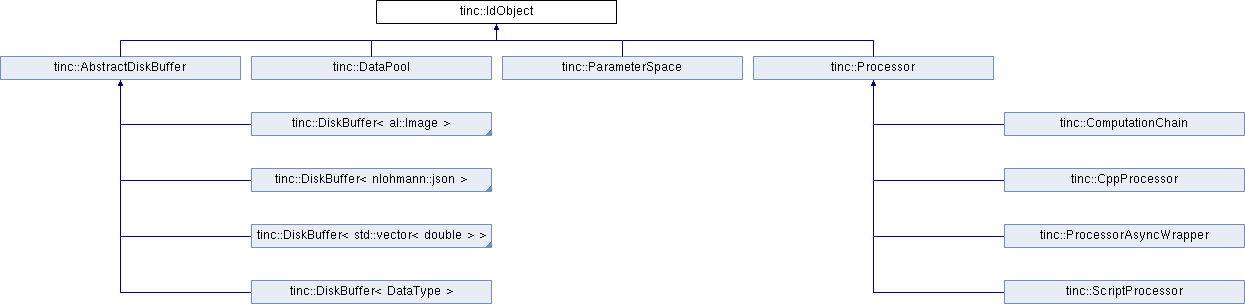 tinc::IdObject
tinc::AbstractDiskBuffer
tinc::DataPool
tinc::ParameterSpace
tinc::Processor
tinc::DiskBuffer< al::Image >
tinc::ComputationChain
tinc::DiskBuffer< nlohmann::json >
tinc::CppProcessor
tinc::DiskBuffer< std::vector< double > >
tinc::ProcessorAsyncWrapper
tinc::DiskBuffer< DataType >
tinc::ScriptProcessor